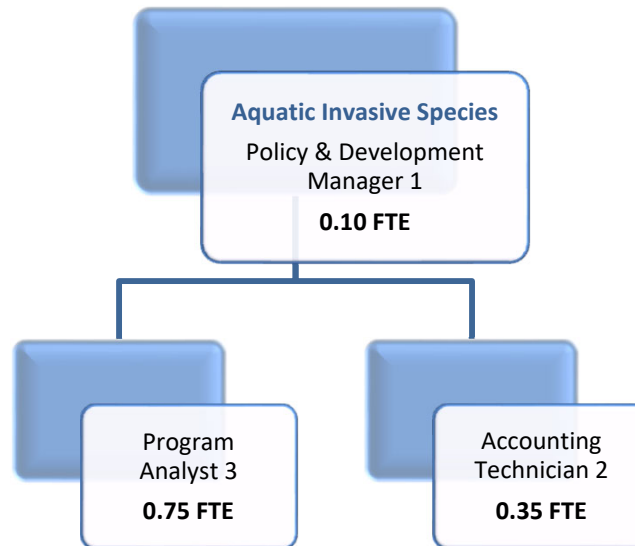 Aquatic Invasive Species
Policy & Development
Manager 1
0.10 FTE
Program
Analyst 3
0.75 FTE
Accounting
Technician 2
0.35 FTE